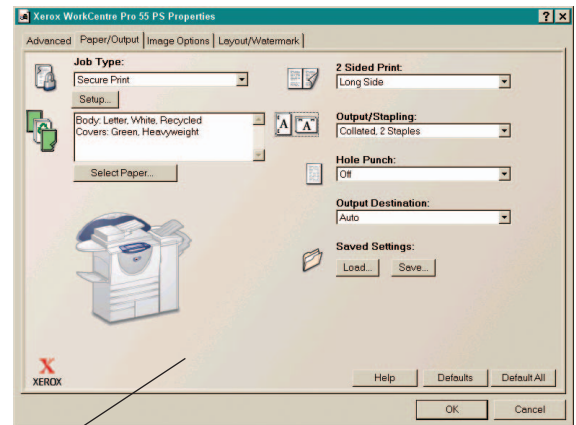 Xerox WorkCentre Pro 55 PS Properties
Advanced Paper/Output Image Options Layout/Watermark
Job Type:
Secure Print
Setup...
Body: Letter, White, Recycled
Covers: Green, Heavyweight
Select Paper...
2 Sided Print:
Long Side
Output/Stapling:
Collated, 2 Staples
Hole Punch:
Off
Output Destination:
Auto
Saved Settings:
Load... Save...
X
XEROX
Help Defaults Default All
OK Cancel